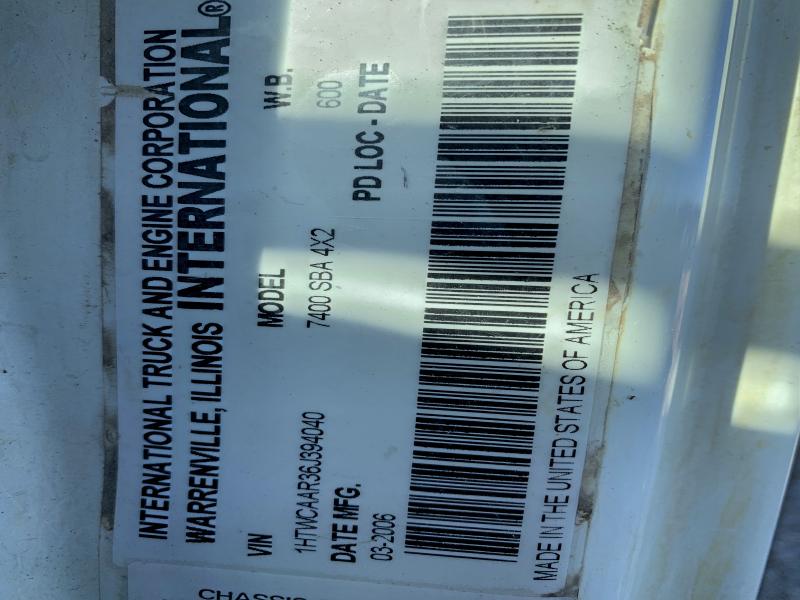 INTERNATIONAL TRUCK AND ENGINE CORPORATION
WARRENVILLE, ILLINOIS INTERNATIONAL®
VIN MODEL W.B.
1HTWCAAR36J394040 7400 SBA 4X2 600
DATE MFG. PD LOC - DATE
03-2006
MADE IN THE UNITED STATES OF AMERICA
CHASSIS